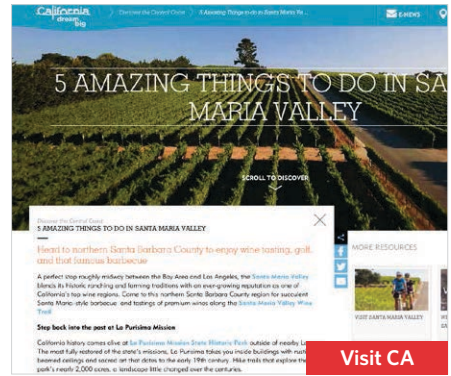 California
dream
big
Discover the Central Coast
5 Amazing Things to do in Santa Maria Va...
E-NEWS
5 AMAZING THINGS TO DO IN SA
MARIA VALLEY
SCROLL TO DISCOVER
Discover the Central Coast
5 AMAZING THINGS TO DO IN SANTA MARIA VALLEY
Head to northern Santa Barbara County to enjoy wine tasting, golf,
and that famous barbecue
A perfect stop roughly midway between the Bay Area and Los Angeles, the Santa Maria Valley
blends its historic ranching and farming traditions with an ever-growing reputation as one of
California's top wine regions. Come to this northern Santa Barbara County region for succulent
Santa Maria-style barbecue and tastings of premium wines along the Santa Maria Valley Wine
Trail
Step back into the past at La Purisima Mission
California history comes alive at La Purisima Mission State Historic Park outside of nearby Lo
The most fully restored of the state's missions, La Purisima takes you inside buildings with rust
beamed ceilings and sacred art that dates to the early 19th century. Hike trails that explore the
park's nearly 2,000 acres, a landscape little changed over the centuries.
MORE RESOURCES
VISIT SANTA MARIA VALLEY
Visit CA